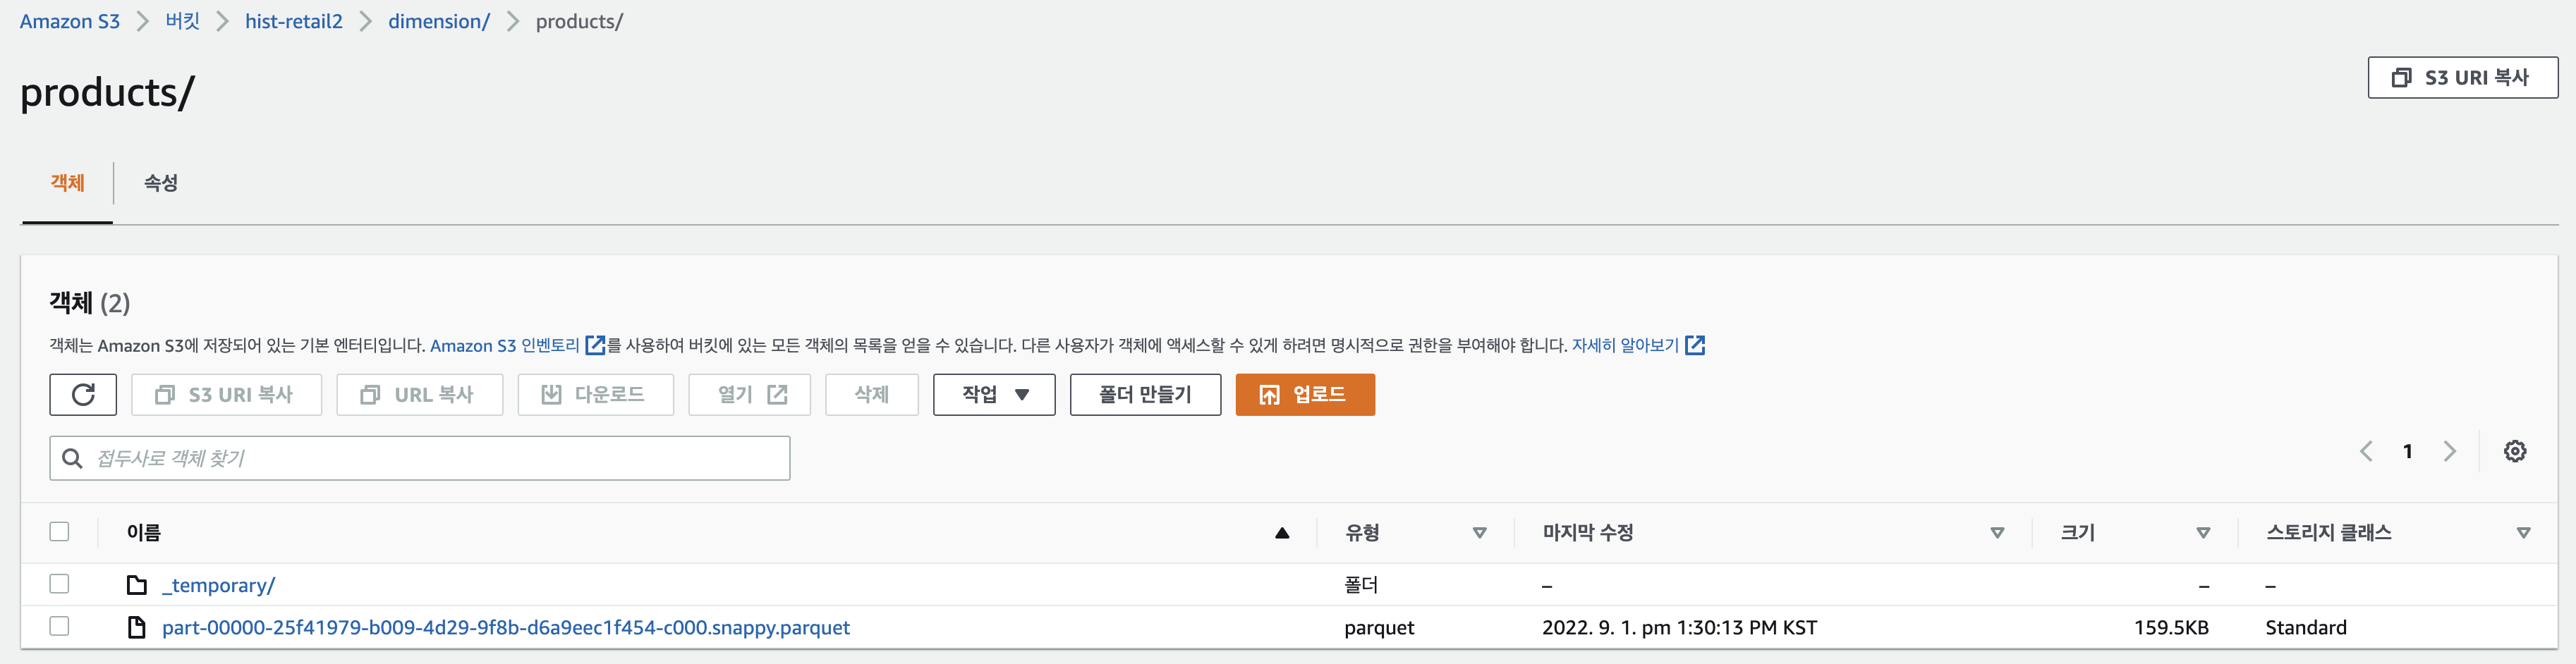 Amazon S3 > 버킷 > hist-retail2 > dimension/ > products/
products/
S3 URI 복사
객체 속성
객체 (2)
객체는 Amazon S3에 저장되어 있는 기본 엔터티입니다. Amazon S3 인벤토리를 사용하여 버킷에 있는 모든 객체의 목록을 얻을 수 있습니다. 다른 사용자가 객체에 액세스할 수 있게 하려면 명시적으로 권한을 부여해야 합니다. 자세히 알아보기
S3 URI 복사 URL 복사 다운로드 열기 삭제 작업 폴더 만들기 업로드
접두사로 객체 찾기
1
이름 유형 마지막 수정 크기 스토리지 클래스
_temporary/ 폴더 – – –
part-00000-25f41979-b009-4d29-9f8b-d6a9eec1f454-c000.snappy.parquet parquet 2022. 9. 1. pm 1:30:13 PM KST 159.5KB Standard